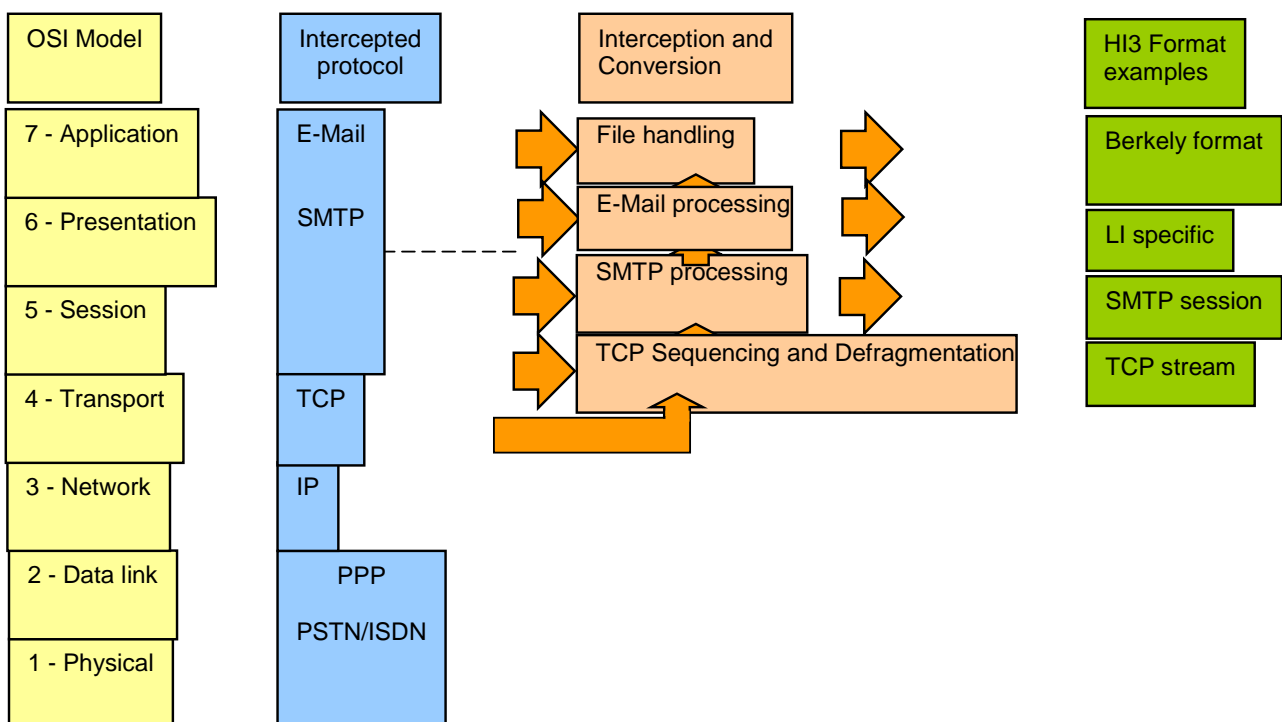 OSI Model
7 - Application
6 - Presentation
5 - Session
4 - Transport
3 - Network
2 - Data link
1 - Physical
Intercepted
protocol
E-Mail
SMTP
TCP
IP
PPP
PSTN/ISDN
Interception and
Conversion
File handling
E-Mail processing
SMTP processing
TCP Sequencing and Defragmentation
HI3 Format
examples
Berkely format
LI specific
SMTP session
TCP stream